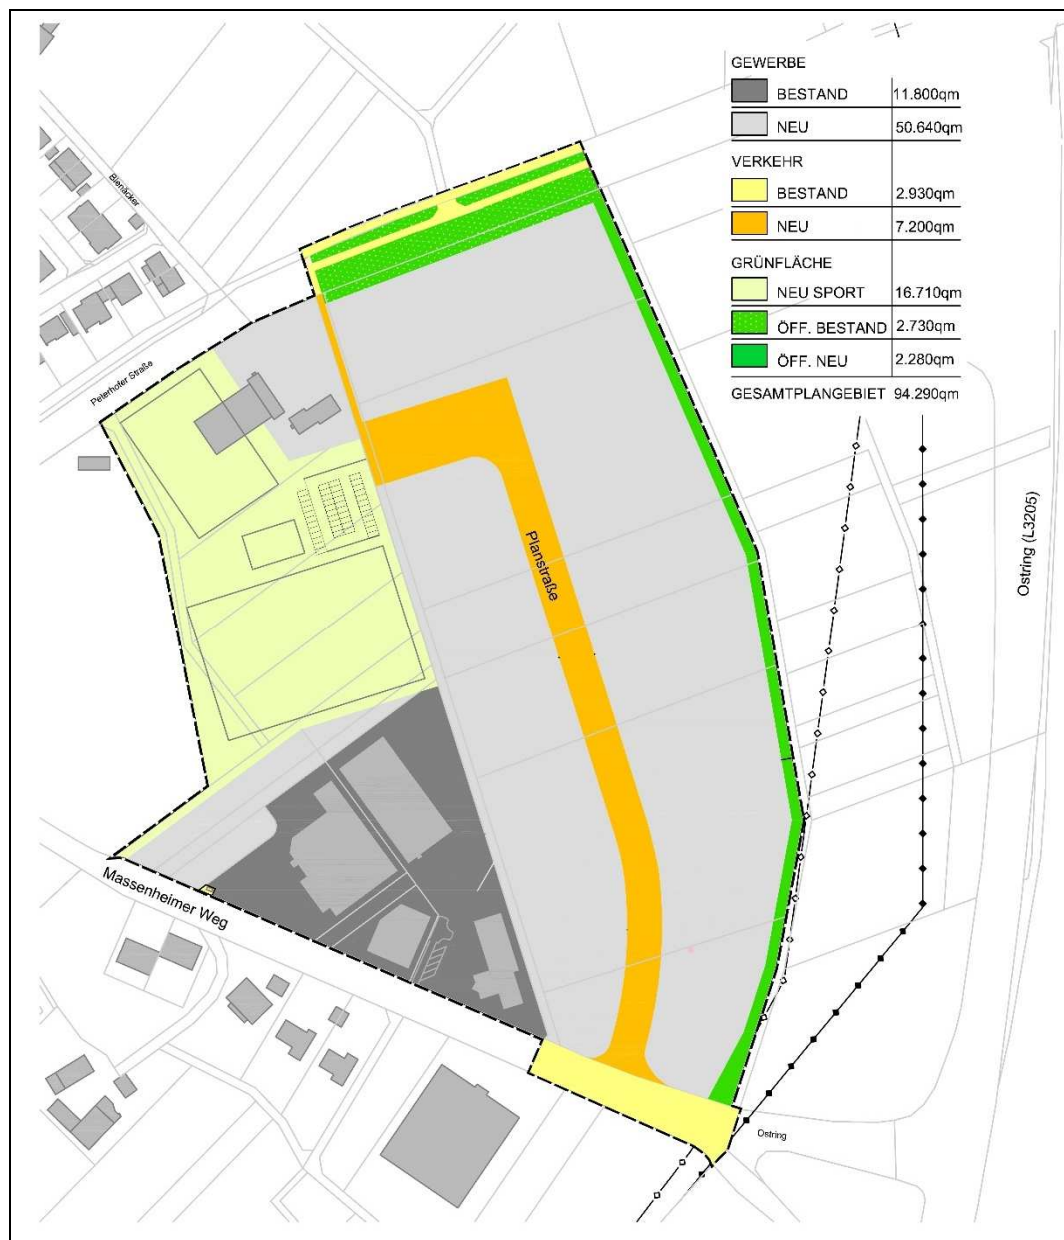 GEWERBE
BESTAND 11.800qm
NEU 50.640qm
VERKEHR
BESTAND 2.930qm
NEU 7.200qm
GRÜNFLÄCHE
NEU SPORT 16.710qm
ÖFF. BESTAND 2.730qm
ÖFF. NEU 2.280qm
GESAMTPLANGEBIET 94.290qm
Bienäcker
Peterhofer Straße
Planstraße
Ostring (L3205)
Massenheimer Weg
Ostring